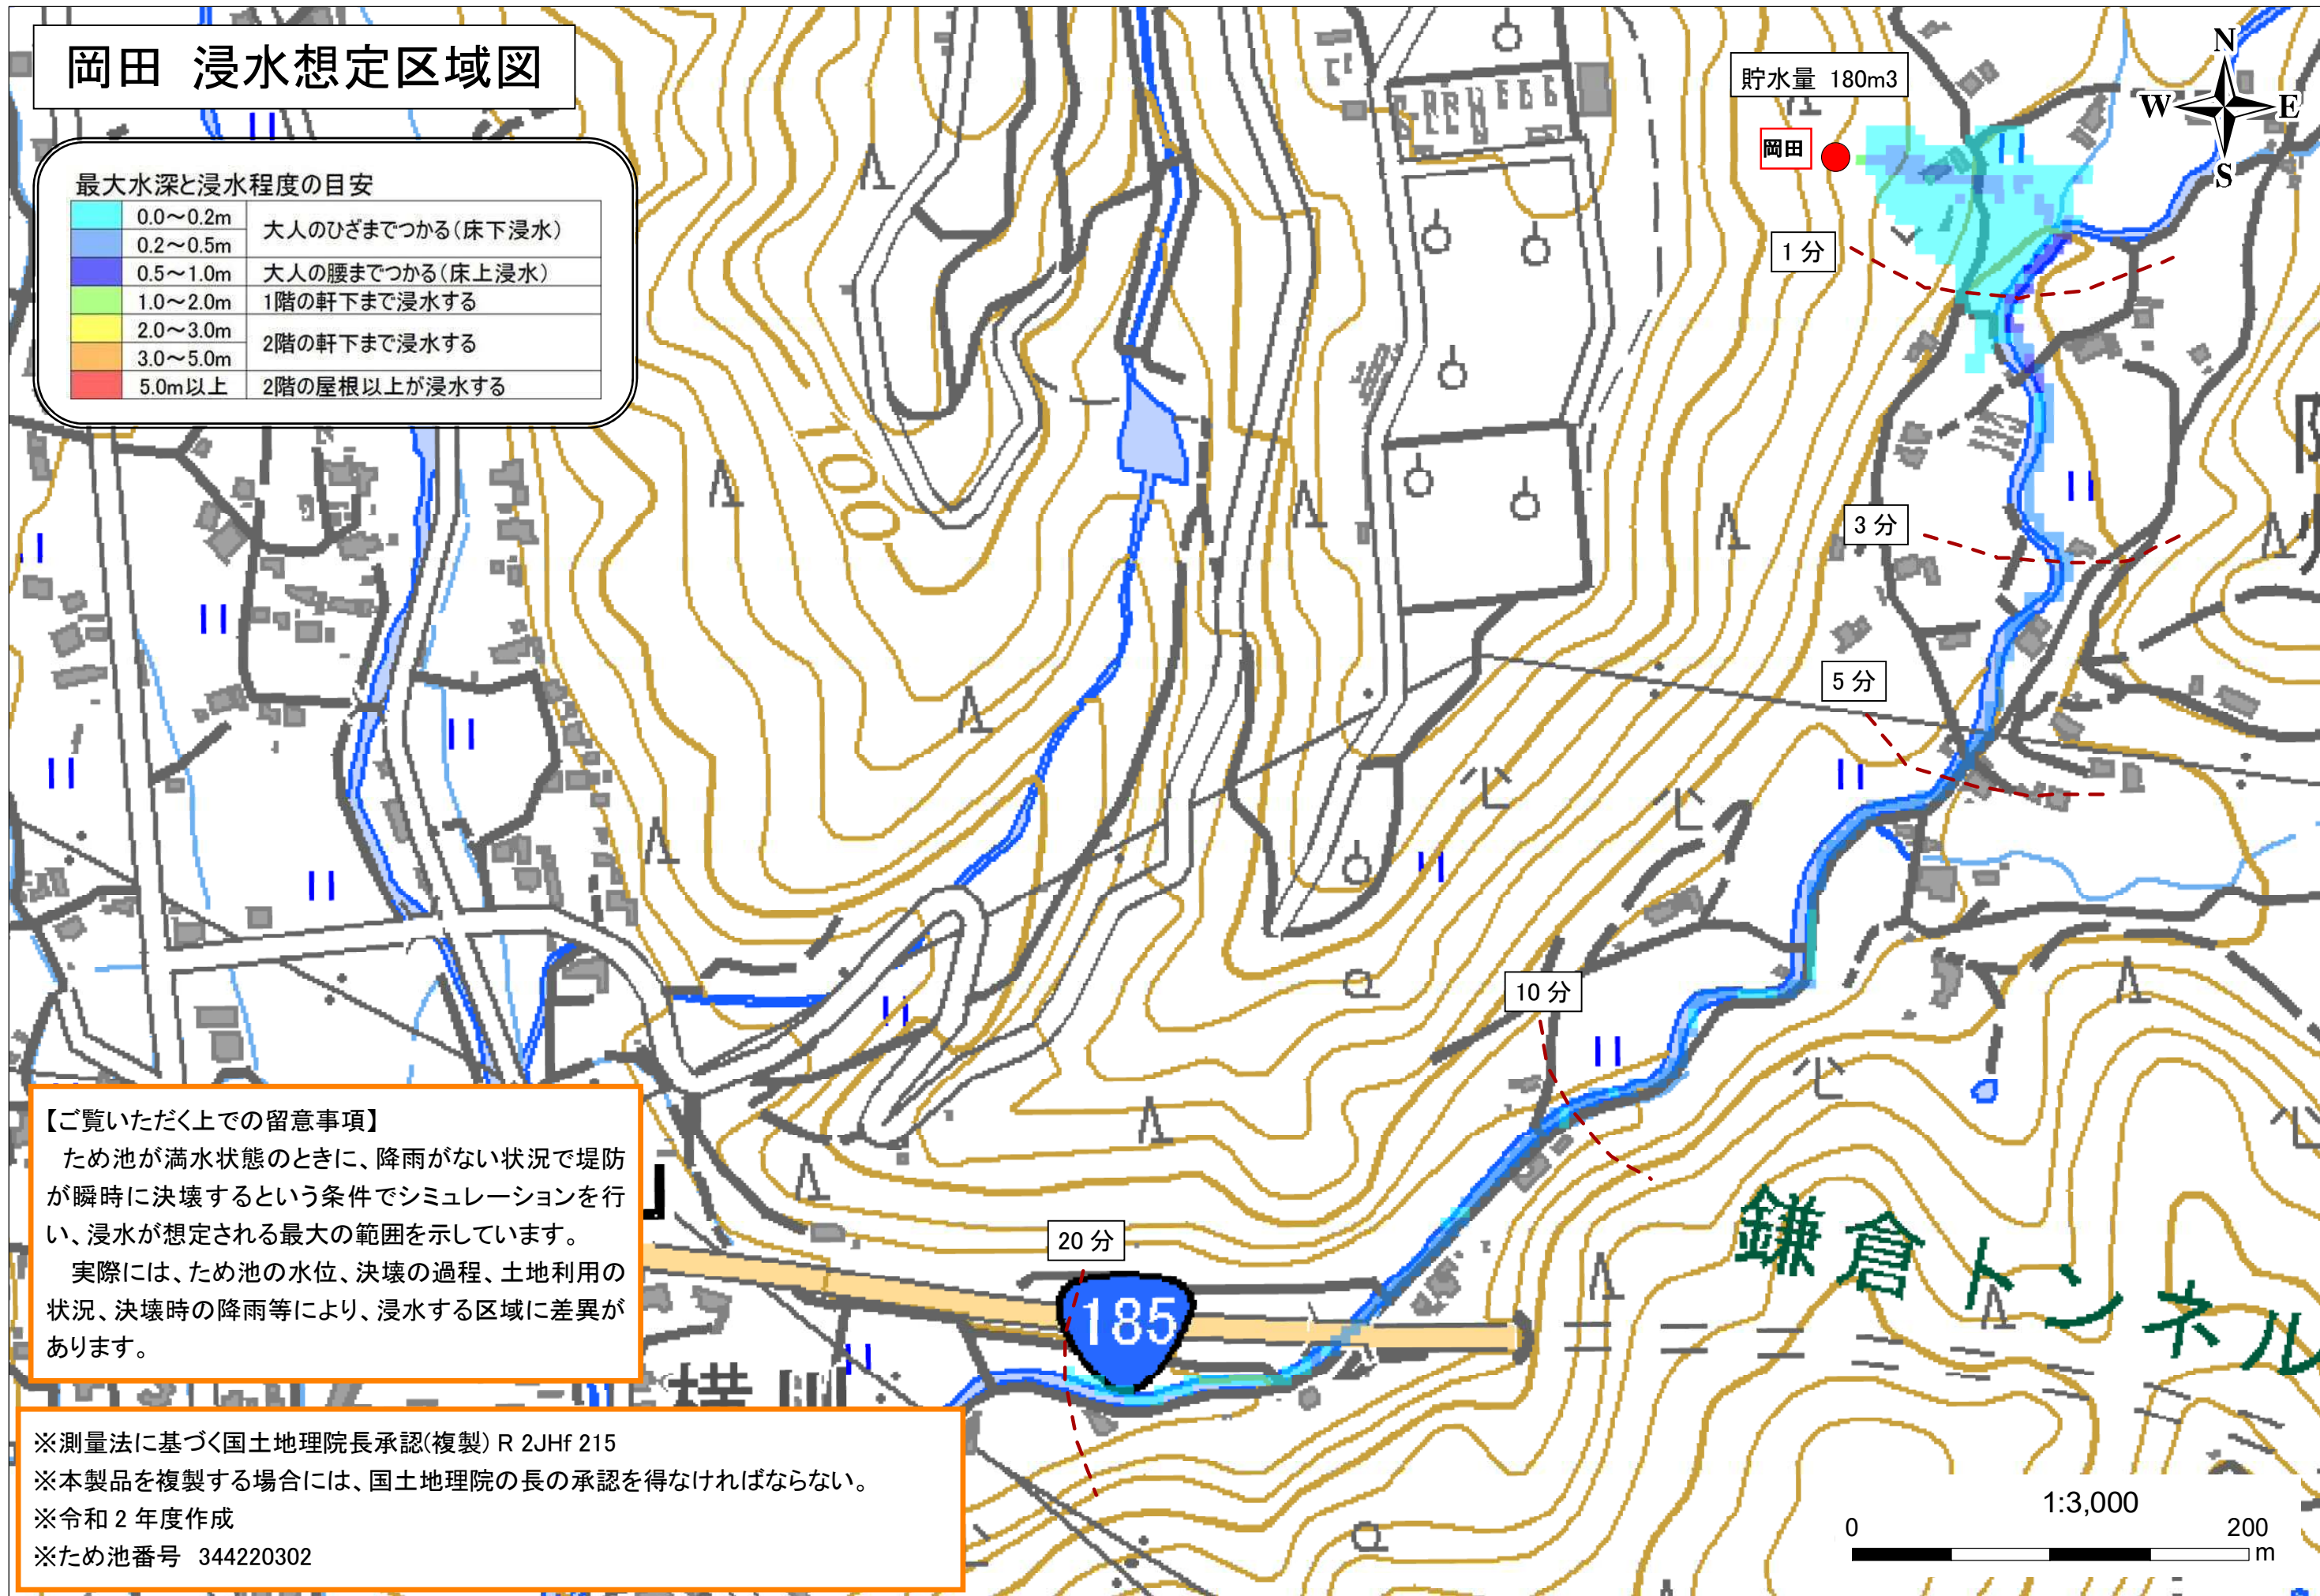 岡田 浸水想定区域図
最大水深と浸水程度の目安
0.0～0.2m
大人のひざまでつかる（床下浸水）
0.2～0.5m
0.5～1.0m 大人の腰までつかる（床上浸水）
1.0～2.0m 1階の軒下まで浸水する
2.0～3.0m
2階の軒下まで浸水する
3.0～5.0m
5.0m以上 2階の屋根以上が浸水する
貯水量 180m3
岡田
N
W E
S
1分
3分
5分
10分
20分
100
185
鎌倉トンネル
【ご覧いただく上での留意事項】
ため池が満水状態のときに、降雨がない状況で堤防
が瞬時に決壊するという条件でシミュレーションを行
い、浸水が想定される最大の範囲を示しています。
実際には、ため池の水位、決壊の過程、土地利用の
状況、決壊時の降雨等により、浸水する区域に差異が
あります。
※測量法に基づく国土地理院長承認(複製) R 2JHf 215
※本製品を複製する場合には、国土地理院の長の承認を得なければならない。
※令和 2 年度作成
※ため池番号 344220302
1:3,000
0 200
m